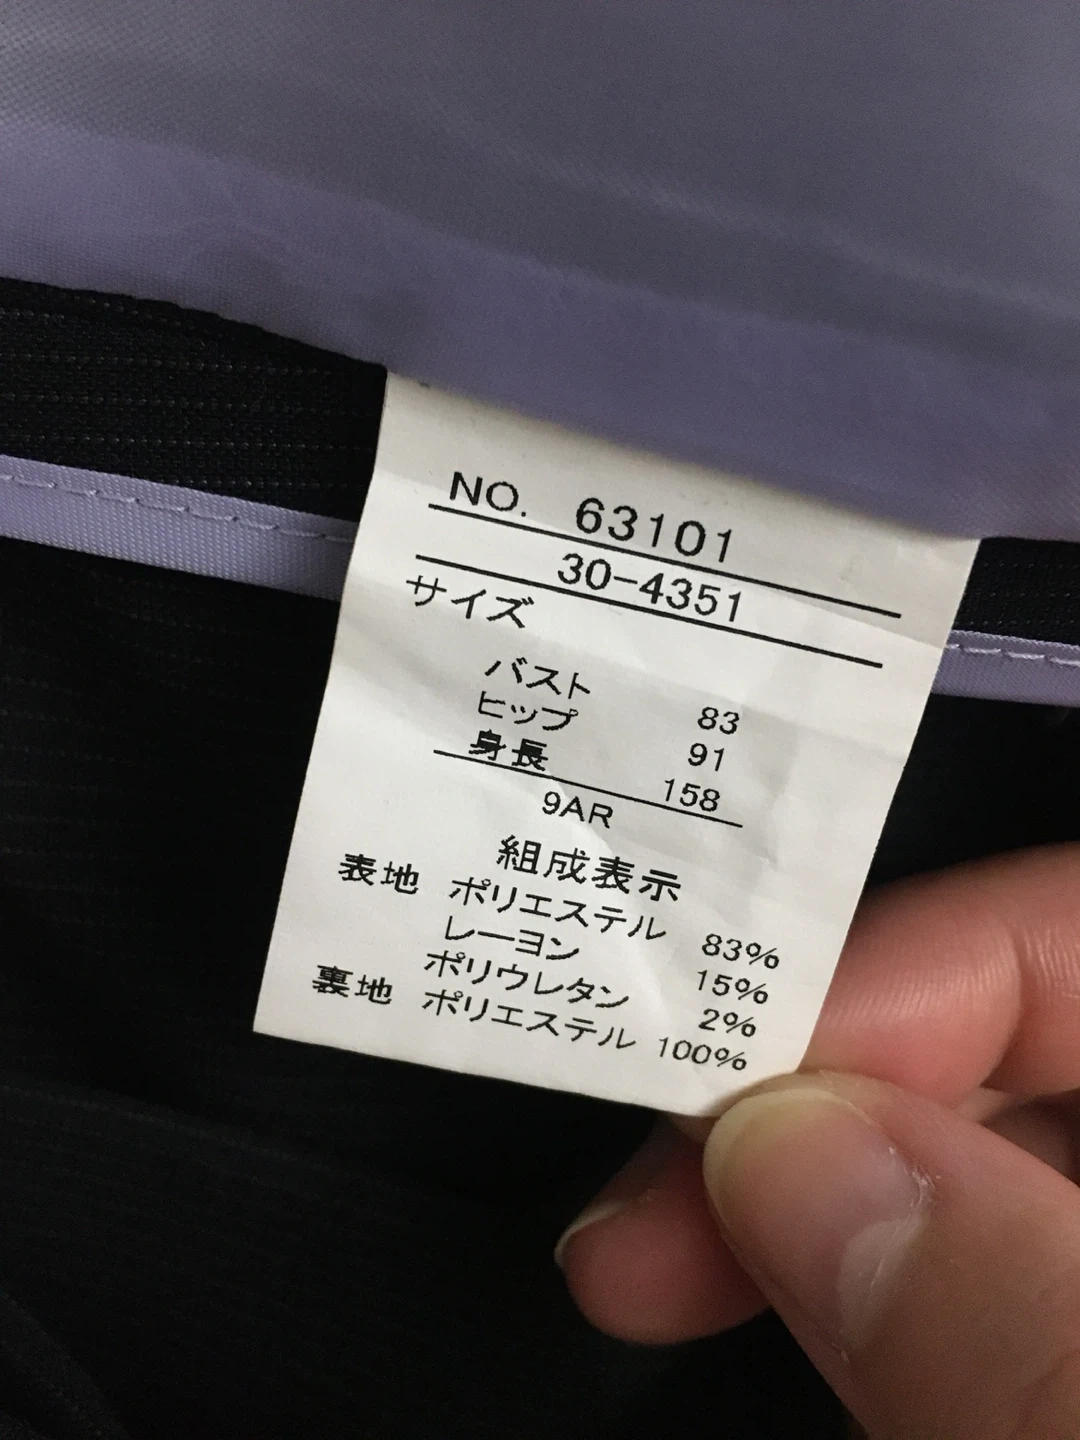 NO. 63101
30-4351
サイズ
バスト 83
ヒップ 91
身長 158
9AR
組成表示
表地 ポリエステル 83%
レーヨン 15%
ポリウレタン 2%
裏地 ポリエステル 100%